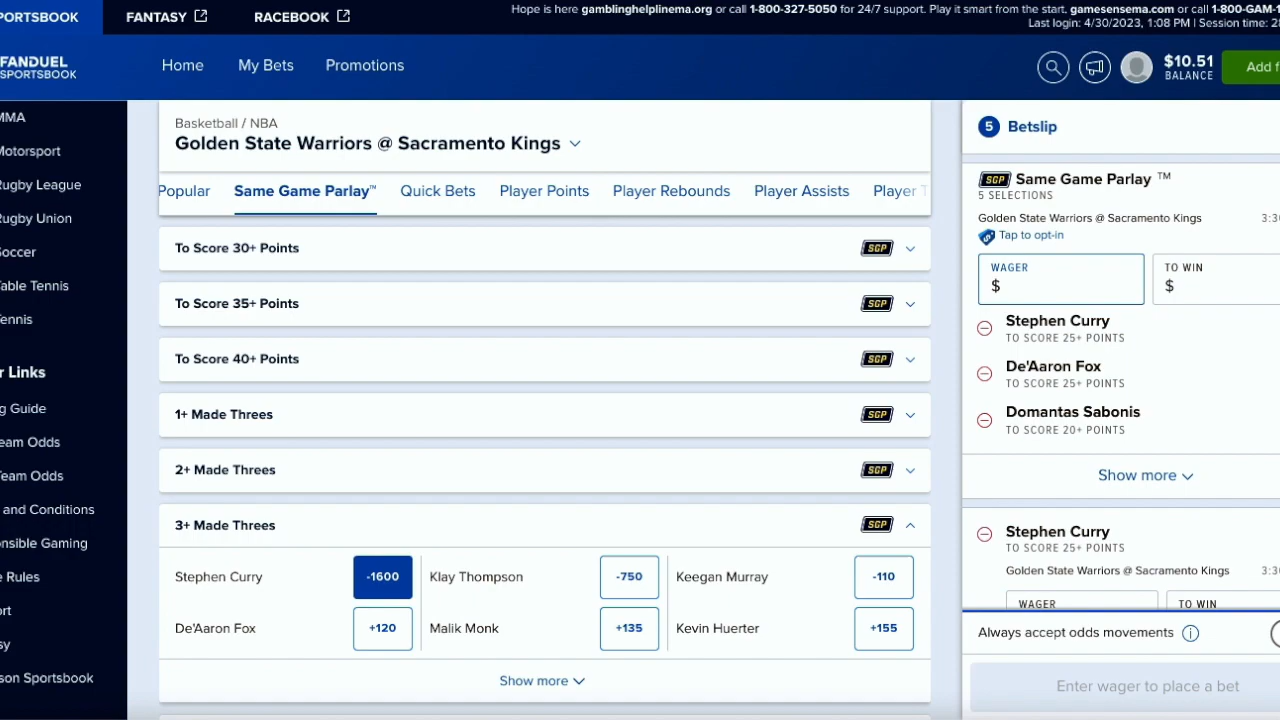 PORTSBOOK
FANTASY
RACEBOOK
Hope is here gamblinghelplinema.org or call 1-800-327-5050 for 24/7 support. Play it smart from the start. gamesensema.com or call 1-800-GAM-1
Last login: 4/30/2023, 1:08 PM | Session time: 2
FANDUEL
SPORTSBOOK
Home
My Bets
Promotions
$10.51
BALANCE
Add f
MMA
Motorsport
Rugby League
Rugby Union
Soccer
Table Tennis
Tennis
r Links
g Guide
Team Odds
Team Odds
and Conditions
onsible Gaming
e Rules
ort
sy
son Sportsbook
Basketball / NBA
Golden State Warriors @ Sacramento Kings
Popular
Same Game Parlay™
Quick Bets
Player Points
Player Rebounds
Player Assists
Player T
To Score 30+ Points
SGP
To Score 35+ Points
SGP
To Score 40+ Points
SGP
1+ Made Threes
SGP
2+ Made Threes
SGP
3+ Made Threes
SGP
Stephen Curry
-1600
Klay Thompson
-750
Keegan Murray
-110
De'Aaron Fox
+120
Malik Monk
+135
Kevin Huerter
+155
Show more
5 Betslip
SGP Same Game Parlay ™
5 SELECTIONS
Golden State Warriors @ Sacramento Kings 3:3
Tap to opt-in
WAGER
$
TO WIN
$
Stephen Curry
TO SCORE 25+ POINTS
De'Aaron Fox
TO SCORE 25+ POINTS
Domantas Sabonis
TO SCORE 20+ POINTS
Show more
Stephen Curry
TO SCORE 25+ POINTS
Golden State Warriors @ Sacramento Kings 3:3
WAGER
TO WIN
Always accept odds movements
Enter wager to place a bet